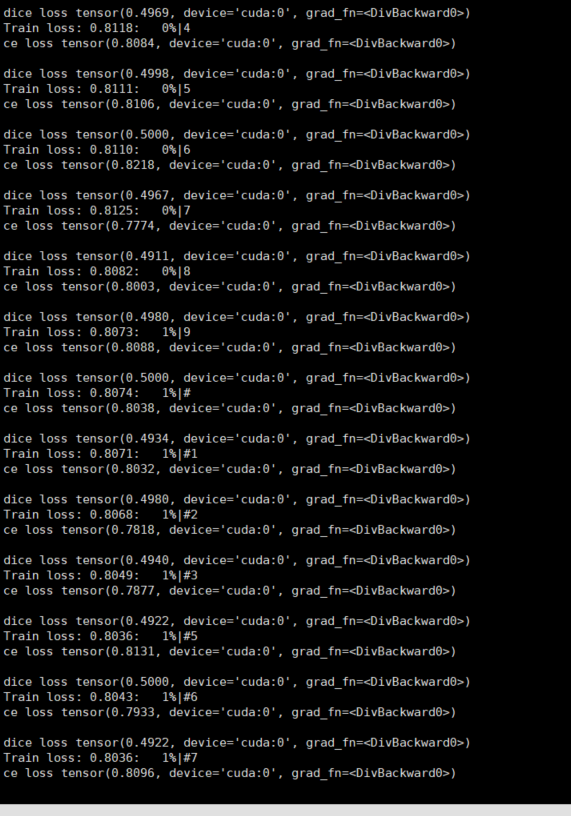 dice loss tensor(0.4969, device='cuda:0', grad_fn=<DivBackward0>)
Train loss: 0.8118:   0%|4
ce loss tensor(0.8084, device='cuda:0', grad_fn=<DivBackward0>)
dice loss tensor(0.4998, device='cuda:0', grad_fn=<DivBackward0>)
Train loss: 0.8111:   0%|5
ce loss tensor(0.8106, device='cuda:0', grad_fn=<DivBackward0>)
dice loss tensor(0.5000, device='cuda:0', grad_fn=<DivBackward0>)
Train loss: 0.8110:   0%|6
ce loss tensor(0.8218, device='cuda:0', grad_fn=<DivBackward0>)
dice loss tensor(0.4967, device='cuda:0', grad_fn=<DivBackward0>)
Train loss: 0.8125:   0%|7
ce loss tensor(0.7774, device='cuda:0', grad_fn=<DivBackward0>)
dice loss tensor(0.4911, device='cuda:0', grad_fn=<DivBackward0>)
Train loss: 0.8082:   0%|8
ce loss tensor(0.8003, device='cuda:0', grad_fn=<DivBackward0>)
dice loss tensor(0.4980, device='cuda:0', grad_fn=<DivBackward0>)
Train loss: 0.8073:   1%|9
ce loss tensor(0.8088, device='cuda:0', grad_fn=<DivBackward0>)
dice loss tensor(0.5000, device='cuda:0', grad_fn=<DivBackward0>)
Train loss: 0.8074:   1%|#
ce loss tensor(0.8038, device='cuda:0', grad_fn=<DivBackward0>)
dice loss tensor(0.4934, device='cuda:0', grad_fn=<DivBackward0>)
Train loss: 0.8071:   1%|#1
ce loss tensor(0.8032, device='cuda:0', grad_fn=<DivBackward0>)
dice loss tensor(0.4980, device='cuda:0', grad_fn=<DivBackward0>)
Train loss: 0.8068:   1%|#2
ce loss tensor(0.7818, device='cuda:0', grad_fn=<DivBackward0>)
dice loss tensor(0.4940, device='cuda:0', grad_fn=<DivBackward0>)
Train loss: 0.8049:   1%|#3
ce loss tensor(0.7877, device='cuda:0', grad_fn=<DivBackward0>)
dice loss tensor(0.4922, device='cuda:0', grad_fn=<DivBackward0>)
Train loss: 0.8036:   1%|#5
ce loss tensor(0.8131, device='cuda:0', grad_fn=<DivBackward0>)
dice loss tensor(0.5000, device='cuda:0', grad_fn=<DivBackward0>)
Train loss: 0.8043:   1%|#6
ce loss tensor(0.7933, device='cuda:0', grad_fn=<DivBackward0>)
dice loss tensor(0.4922, device='cuda:0', grad_fn=<DivBackward0>)
Train loss: 0.8036:   1%|#7
ce loss tensor(0.8096, device='cuda:0', grad_fn=<DivBackward0>)